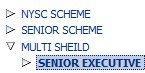 NYSC SCHEME
SENIOR SCHEME
MULTI SHEILD
SENIOR EXECUTIVE